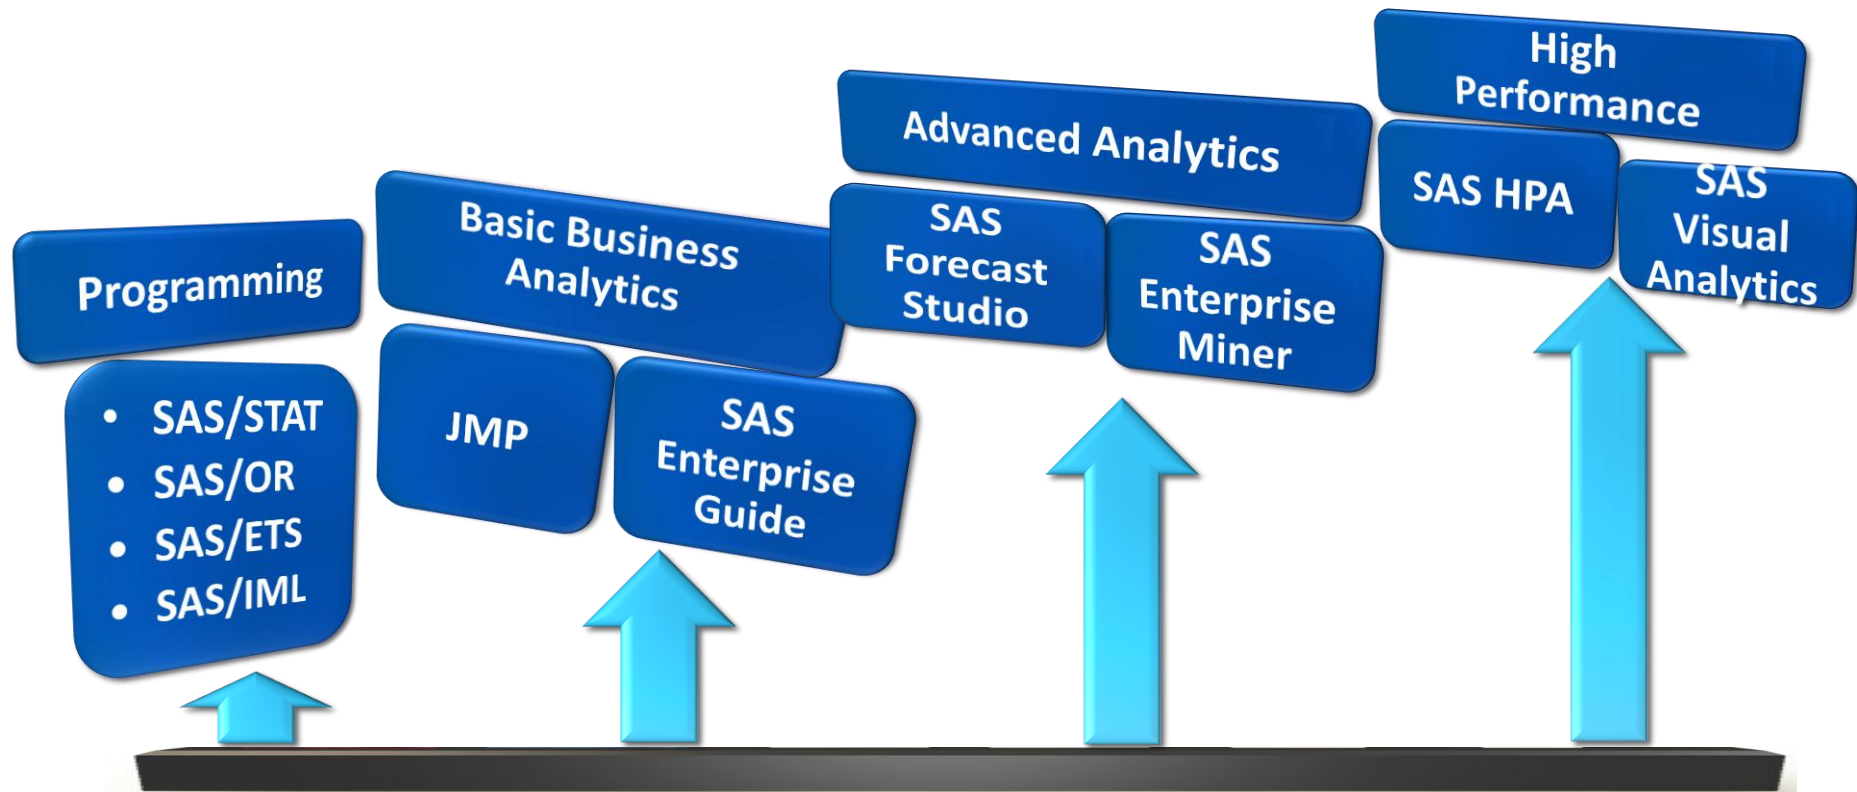 Programming
• SAS/STAT
• SAS/OR
• SAS/ETS
• SAS/IML
Basic Business
Analytics
JMP
SAS
Enterprise
Guide
Advanced Analytics
SAS
Forecast
Studio
SAS
Enterprise
Miner
High
Performance
SAS HPA
SAS
Visual
Analytics